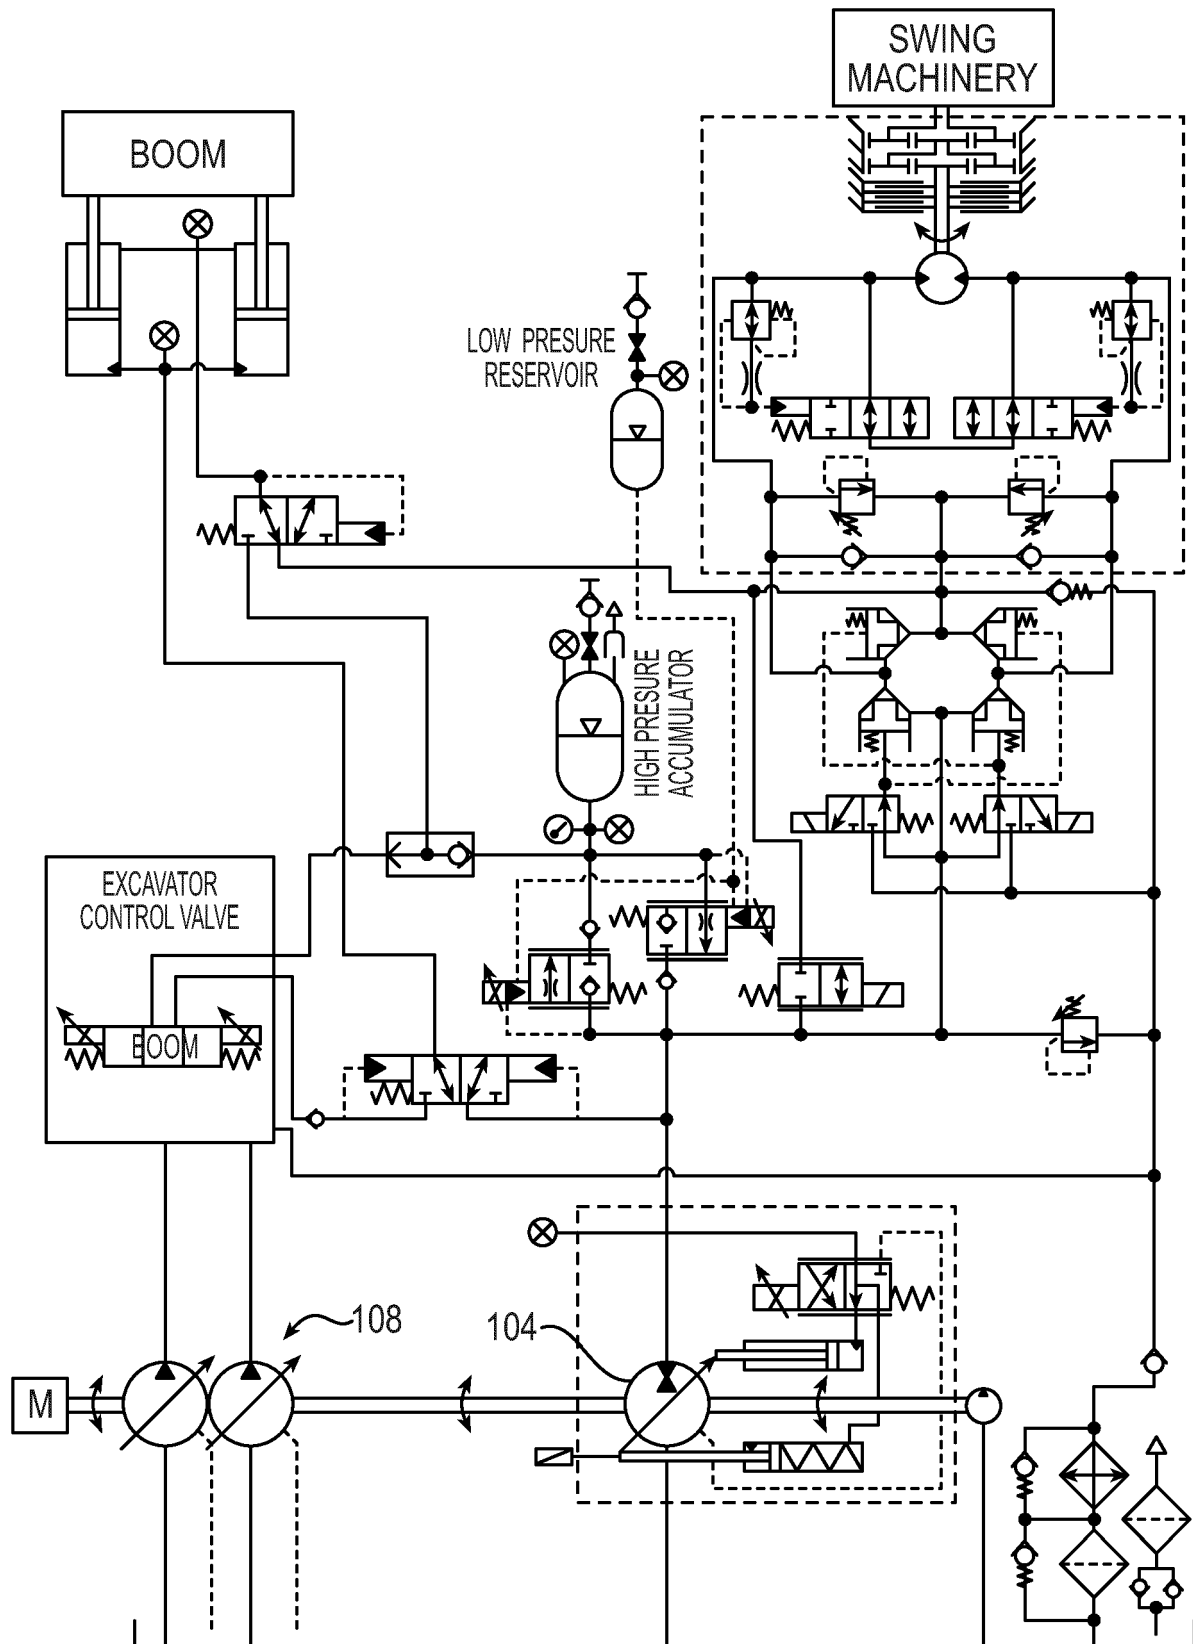 SWING
MACHINERY
BOOM
LOW PRESURE
RESERVOIR
HIGH PRESURE
ACCUMULATOR
EXCAVATOR
CONTROL VALVE
BOOM
108
104
M